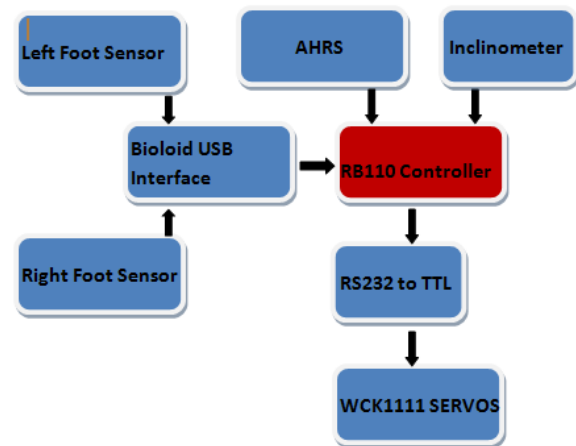 Left Foot Sensor
AHRS
Inclinometer
Bioloid USB
Interface
RB110 Controller
Right Foot Sensor
RS232 to TTL
WCK1111 SERVOS